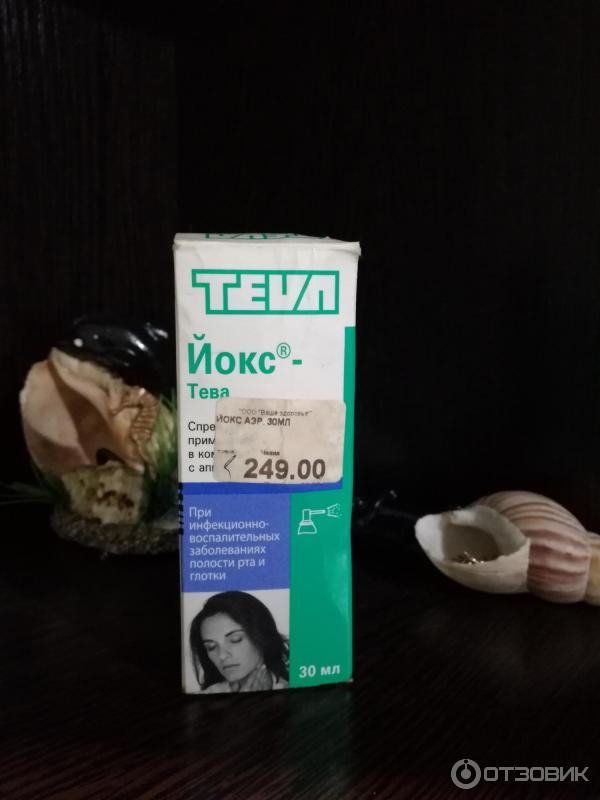 TEVA
Йокс®-
Тева
"ООО "Ваше здоровье"
ЙОКС АЭР. 30МЛ
Чехия
249.00
Спре
прим
в ком
с апп
При
инфекционно-
воспалительных
заболеваниях
полости рта и
глотки
30 мл
ОТЗОВИК